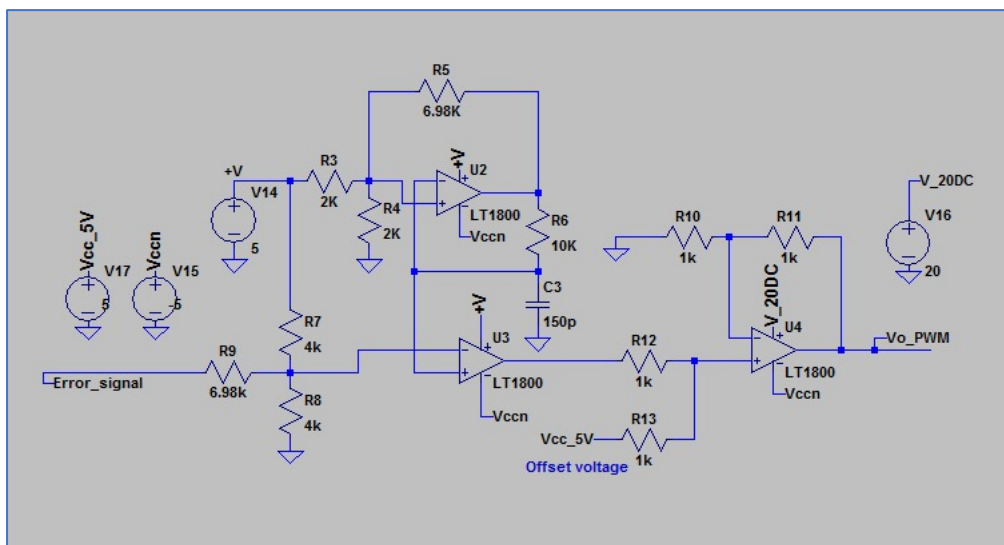 R5
6.98K
+V
U2
+V
R3
V14
2K
R4
2K
LT1800
Vccn
5
R6
10K
V_20DC
V16
20
R10
1k
R11
1k
Vcc_5V
V17
5
Vccn
V15
-5
C3
150p
R7
4k
+V
U3
V_20DC
U4
LT1800
Vccn
Vo_PWM
R9
6.98k
Error_signal
R8
4k
LT1800
Vccn
R12
1k
R13
1k
Vcc_5V
Offset voltage